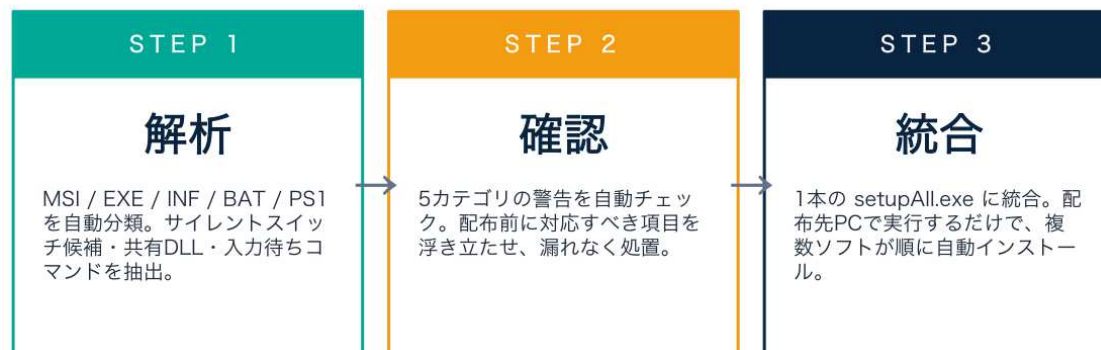 STEP 1
解析
MSI / EXE / INF / BAT / PS1
を自動分類。サイレントスイッ
チ候補・共有DLL・入力待ちコ
マンドを抽出。
STEP 2
確認
5カテゴリの警告を自動チェッ
ク。配布前に対応すべき項目を
浮き立たせ、漏れなく処置。
STEP 3
統合
1本の setupAll.exe に統合。配
布先PCで実行するだけで、複
数ソフトが順に自動インストー
ル。